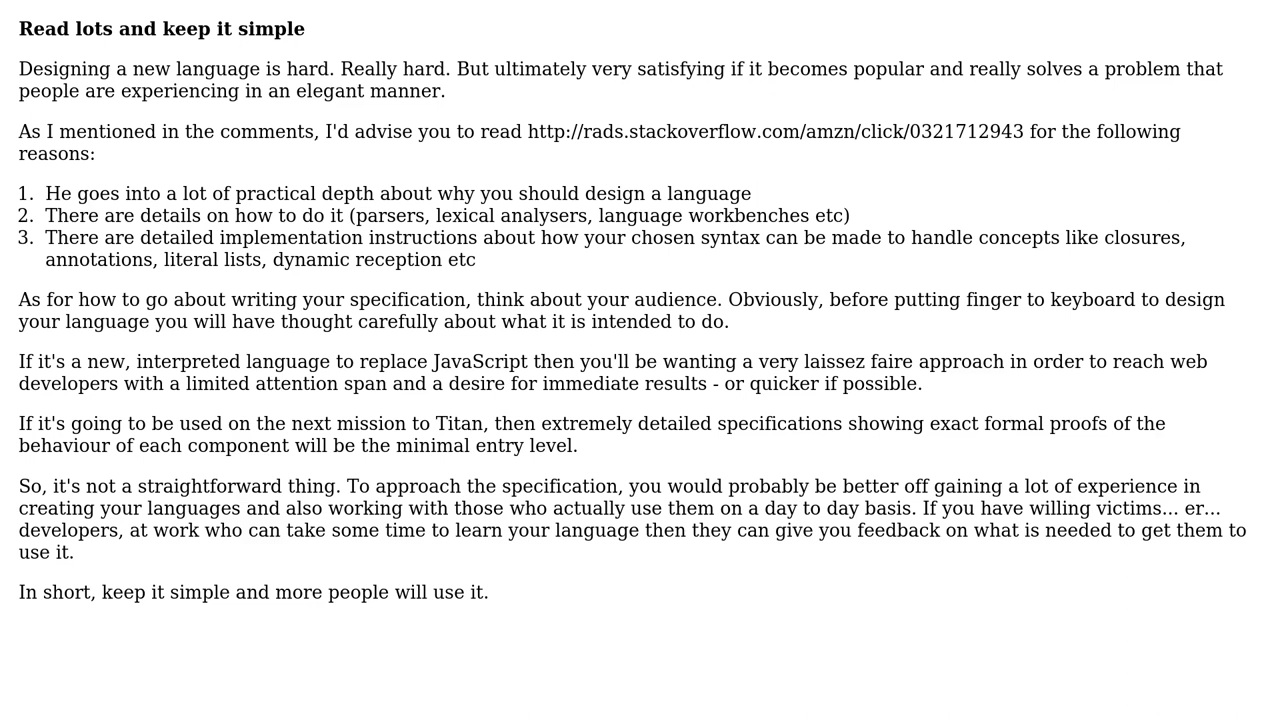 Read lots and keep it simple
Designing a new language is hard. Really hard. But ultimately very satisfying if it becomes popular and really solves a problem that
people are experiencing in an elegant manner.
As I mentioned in the comments, I'd advise you to read http://rads.stackoverflow.com/amzn/click/0321712943 for the following
reasons:
1. He goes into a lot of practical depth about why you should design a language
2. There are details on how to do it (parsers, lexical analysers, language workbenches etc)
3. There are detailed implementation instructions about how your chosen syntax can be made to handle concepts like closures,
annotations, literal lists, dynamic reception etc
As for how to go about writing your specification, think about your audience. Obviously, before putting finger to keyboard to design
your language you will have thought carefully about what it is intended to do.
If it's a new, interpreted language to replace JavaScript then you'll be wanting a very laissez faire approach in order to reach web
developers with a limited attention span and a desire for immediate results - or quicker if possible.
If it's going to be used on the next mission to Titan, then extremely detailed specifications showing exact formal proofs of the
behaviour of each component will be the minimal entry level.
So, it's not a straightforward thing. To approach the specification, you would probably be better off gaining a lot of experience in
creating your languages and also working with those who actually use them on a day to day basis. If you have willing victims... er...
developers, at work who can take some time to learn your language then they can give you feedback on what is needed to get them to
use it.
In short, keep it simple and more people will use it.